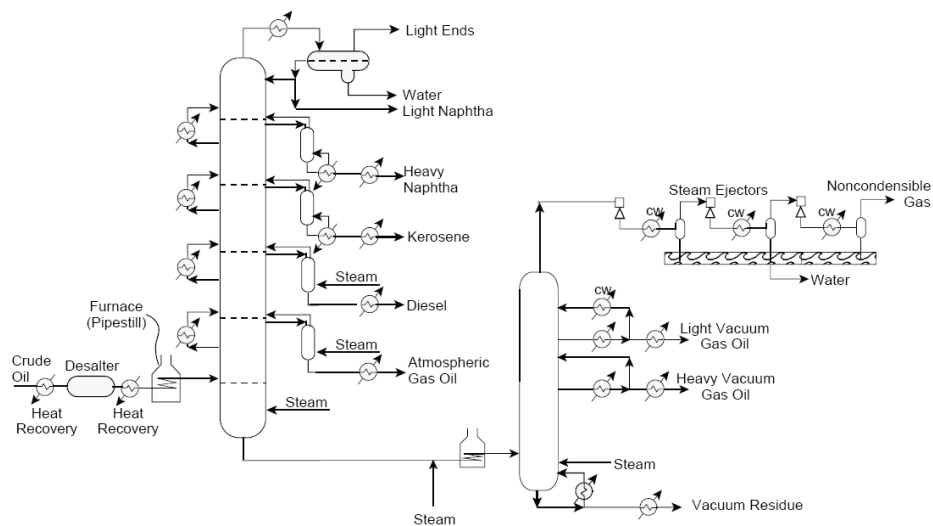 Light Ends
Water
Light Naphtha
Heavy
Naphtha
Kerosene
Steam
Diesel
Steam
Atmospheric
Gas Oil
Furnace
(Pipestill)
Crude
Oil
Desalter
Heat
Recovery
Heat
Recovery
Steam
Steam
Steam Ejectors
Noncondensible
Gas
cw
cw
cw
Water
cw
Light Vacuum
Gas Oil
Heavy Vacuum
Gas Oil
Steam
Vacuum Residue